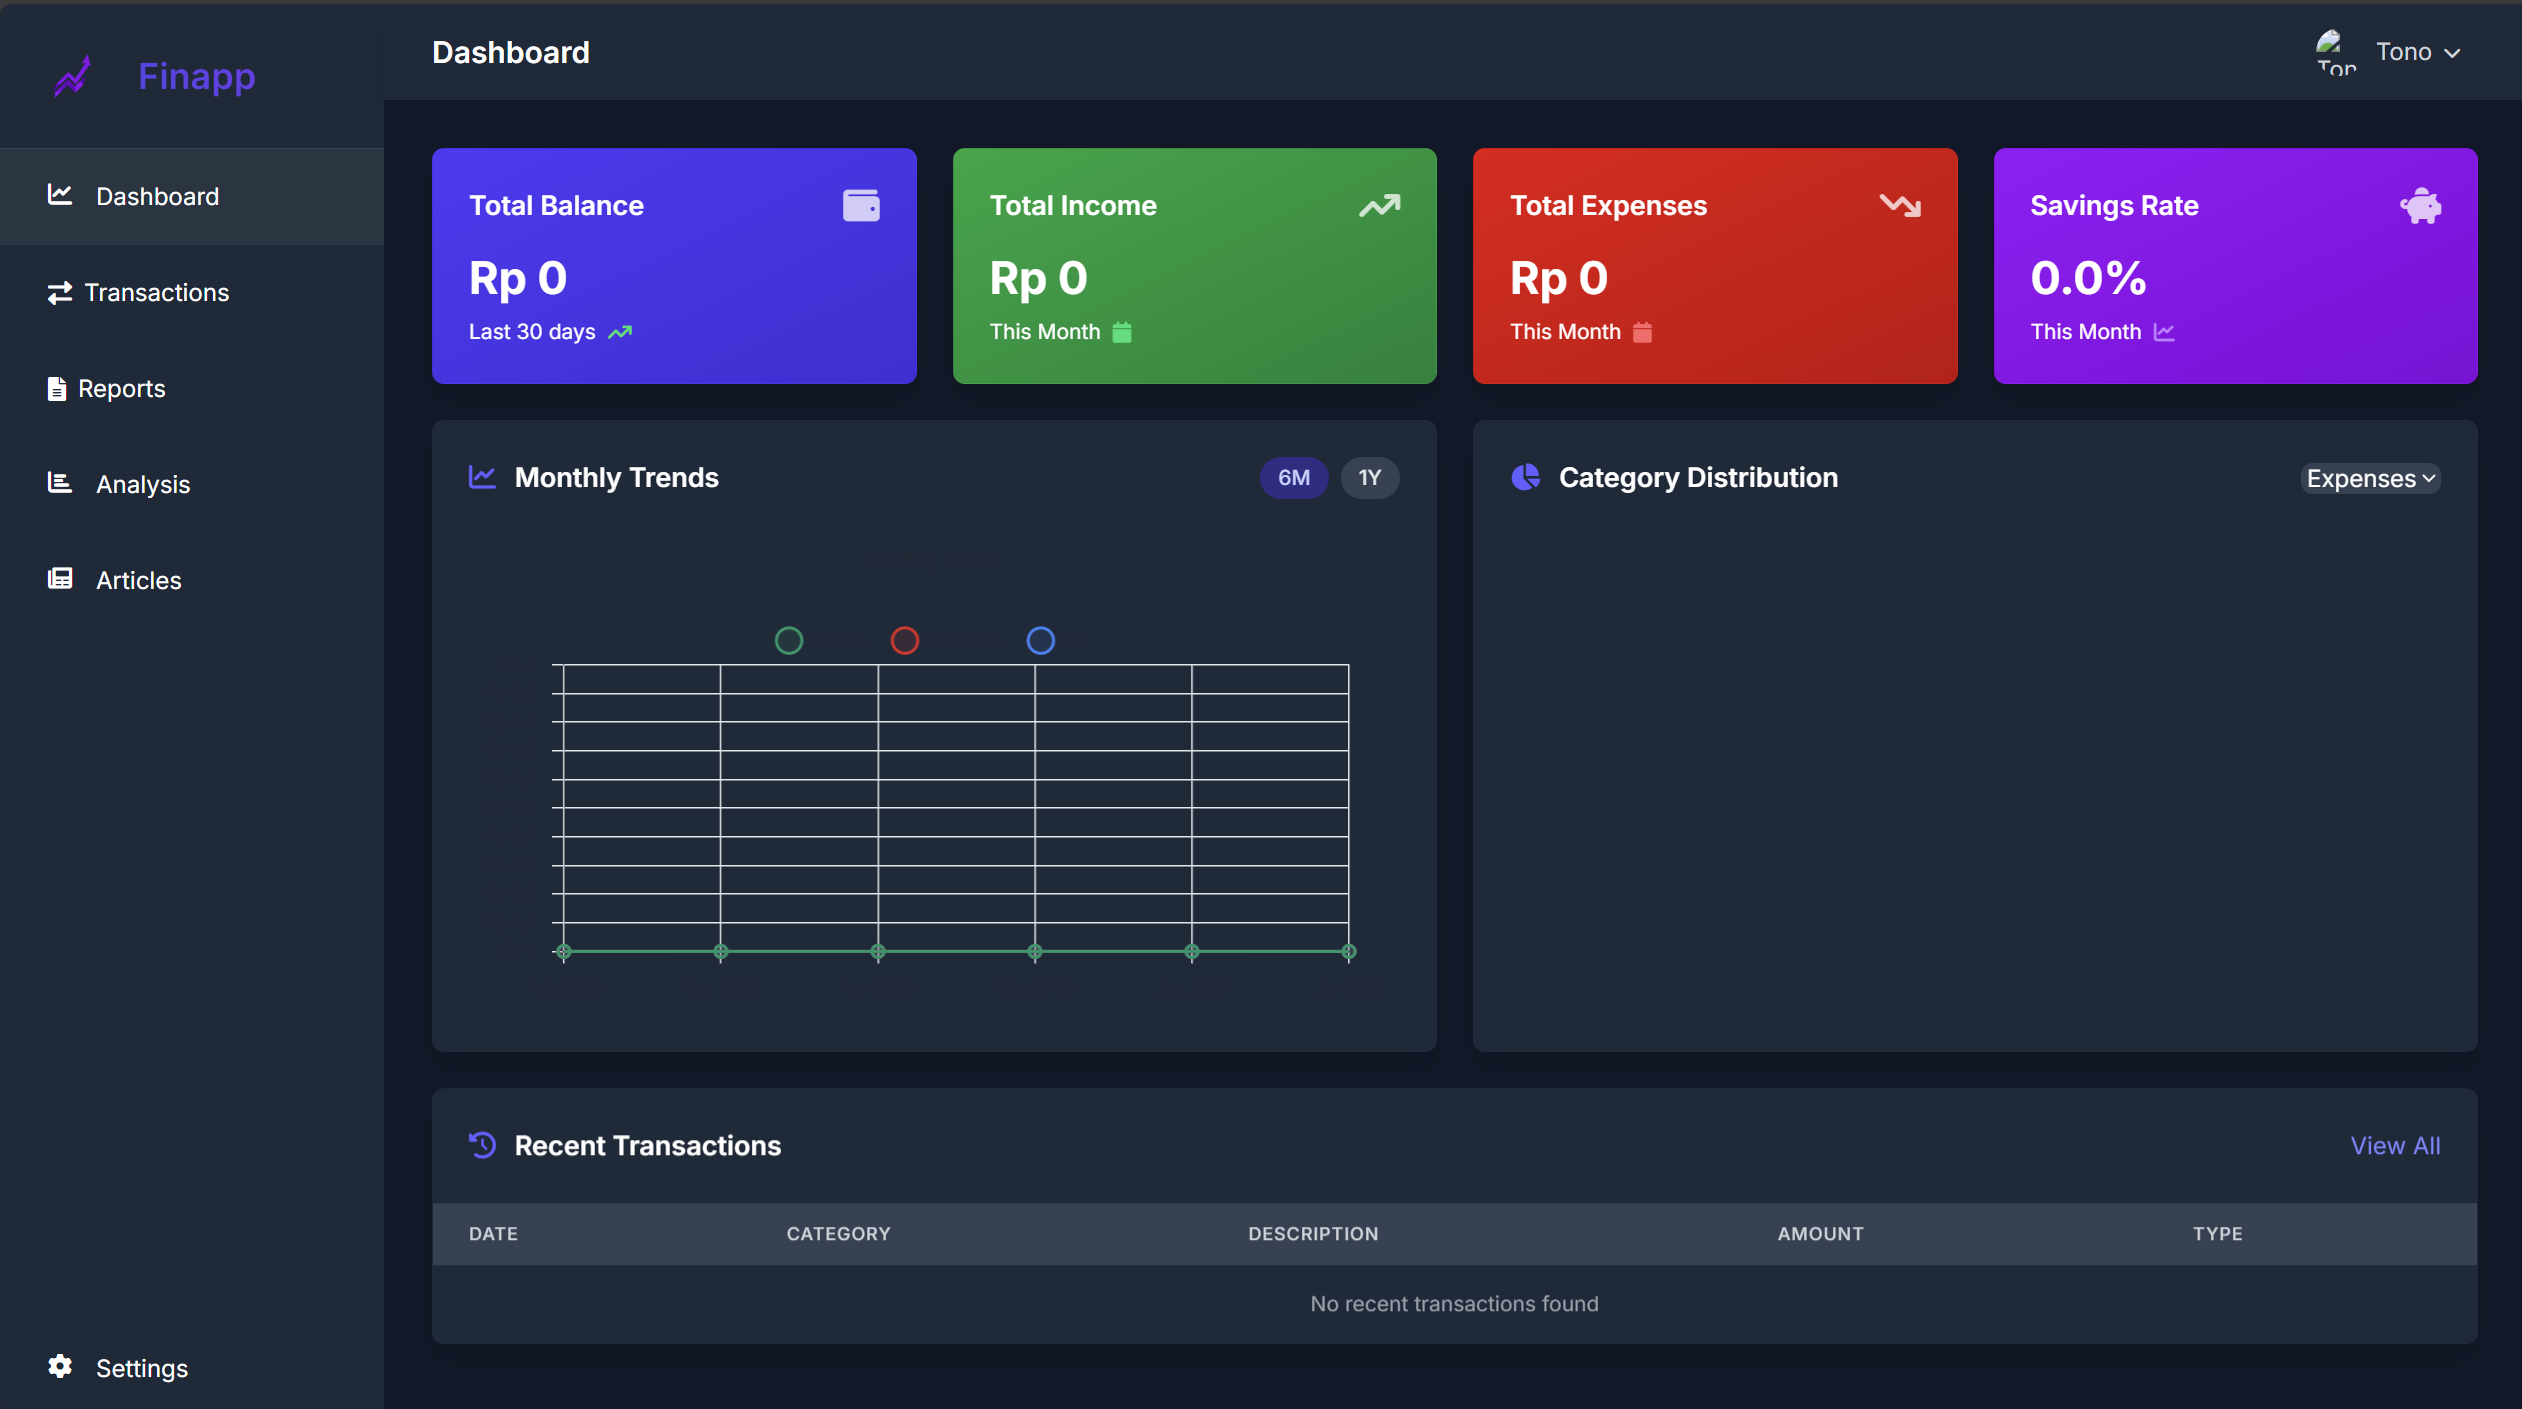 Finapp
Dashboard
Transactions
Reports
Analysis
Articles
Settings
Dashboard
Tono
Total Balance
Rp 0
Last 30 days
Total Income
Rp 0
This Month
Total Expenses
Rp 0
This Month
Savings Rate
0.0%
This Month
Monthly Trends
6M
1Y
Category Distribution
Expenses
Recent Transactions
View All
DATE CATEGORY DESCRIPTION AMOUNT TYPE
No recent transactions found